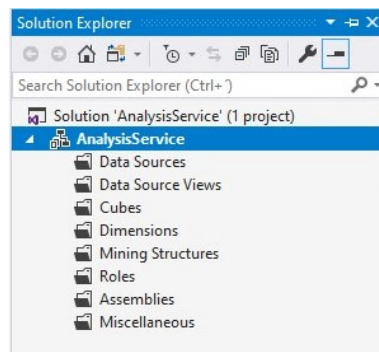 Solution Explorer
Search Solution Explorer (Ctrl+¨)
Solution 'AnalysisService' (1 project)
AnalysisService
Data Sources
Data Source Views
Cubes
Dimensions
Mining Structures
Roles
Assemblies
Miscellaneous